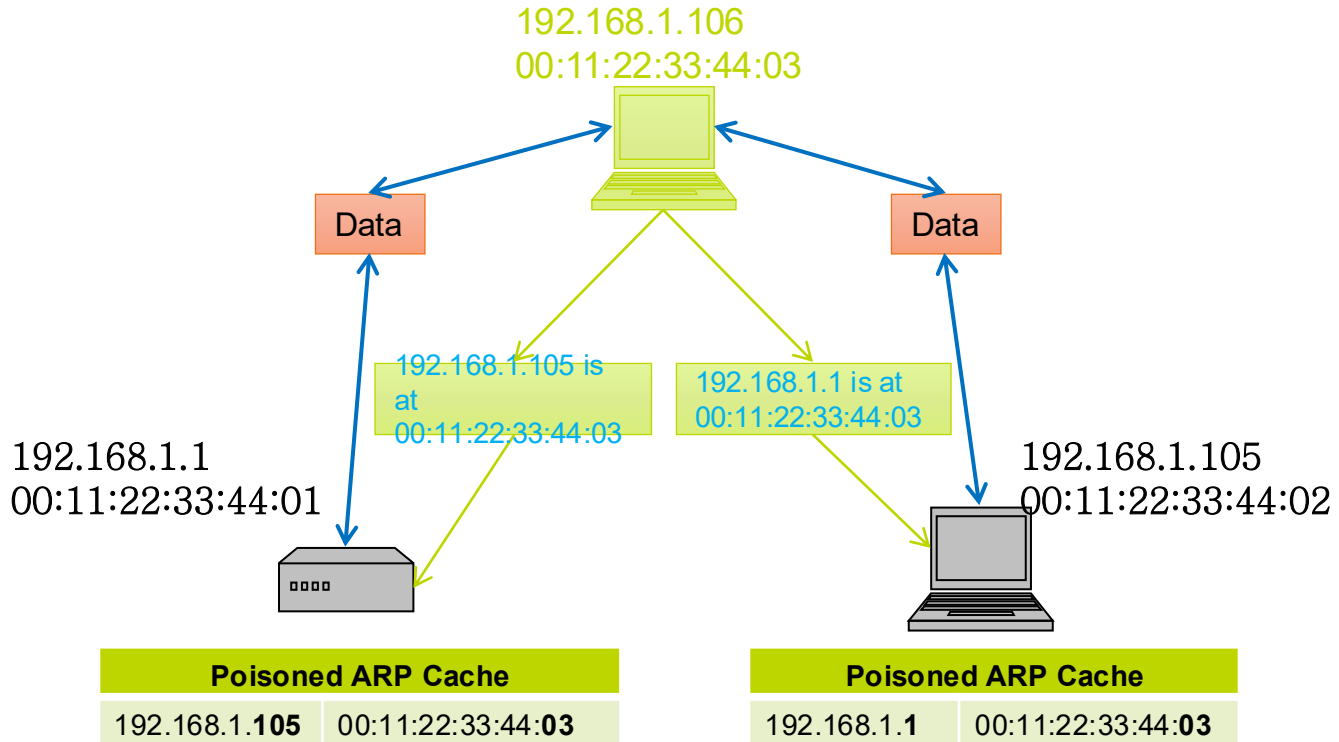 192.168.1.106
00:11:22:33:44:03
Data
Data
192.168.1.105 is
at
00:11:22:33:44:03
192.168.1.1 is at
00:11:22:33:44:03
192.168.1.1
00:11:22:33:44:01
192.168.1.105
00:11:22:33:44:02
Poisoned ARP Cache
192.168.1.105 00:11:22:33:44:03
Poisoned ARP Cache
192.168.1.1 00:11:22:33:44:03